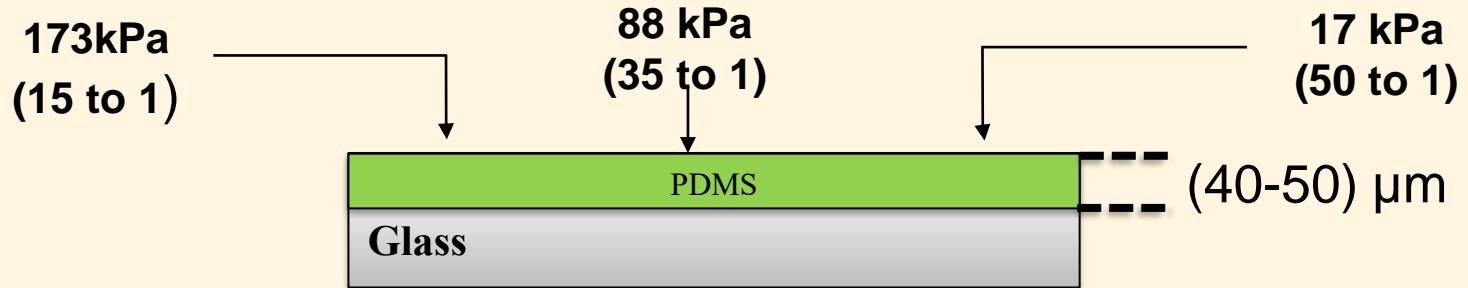 173kPa
(15 to 1)
88 kPa
(35 to 1)
17 kPa
(50 to 1)
PDMS
(40-50) µm
Glass